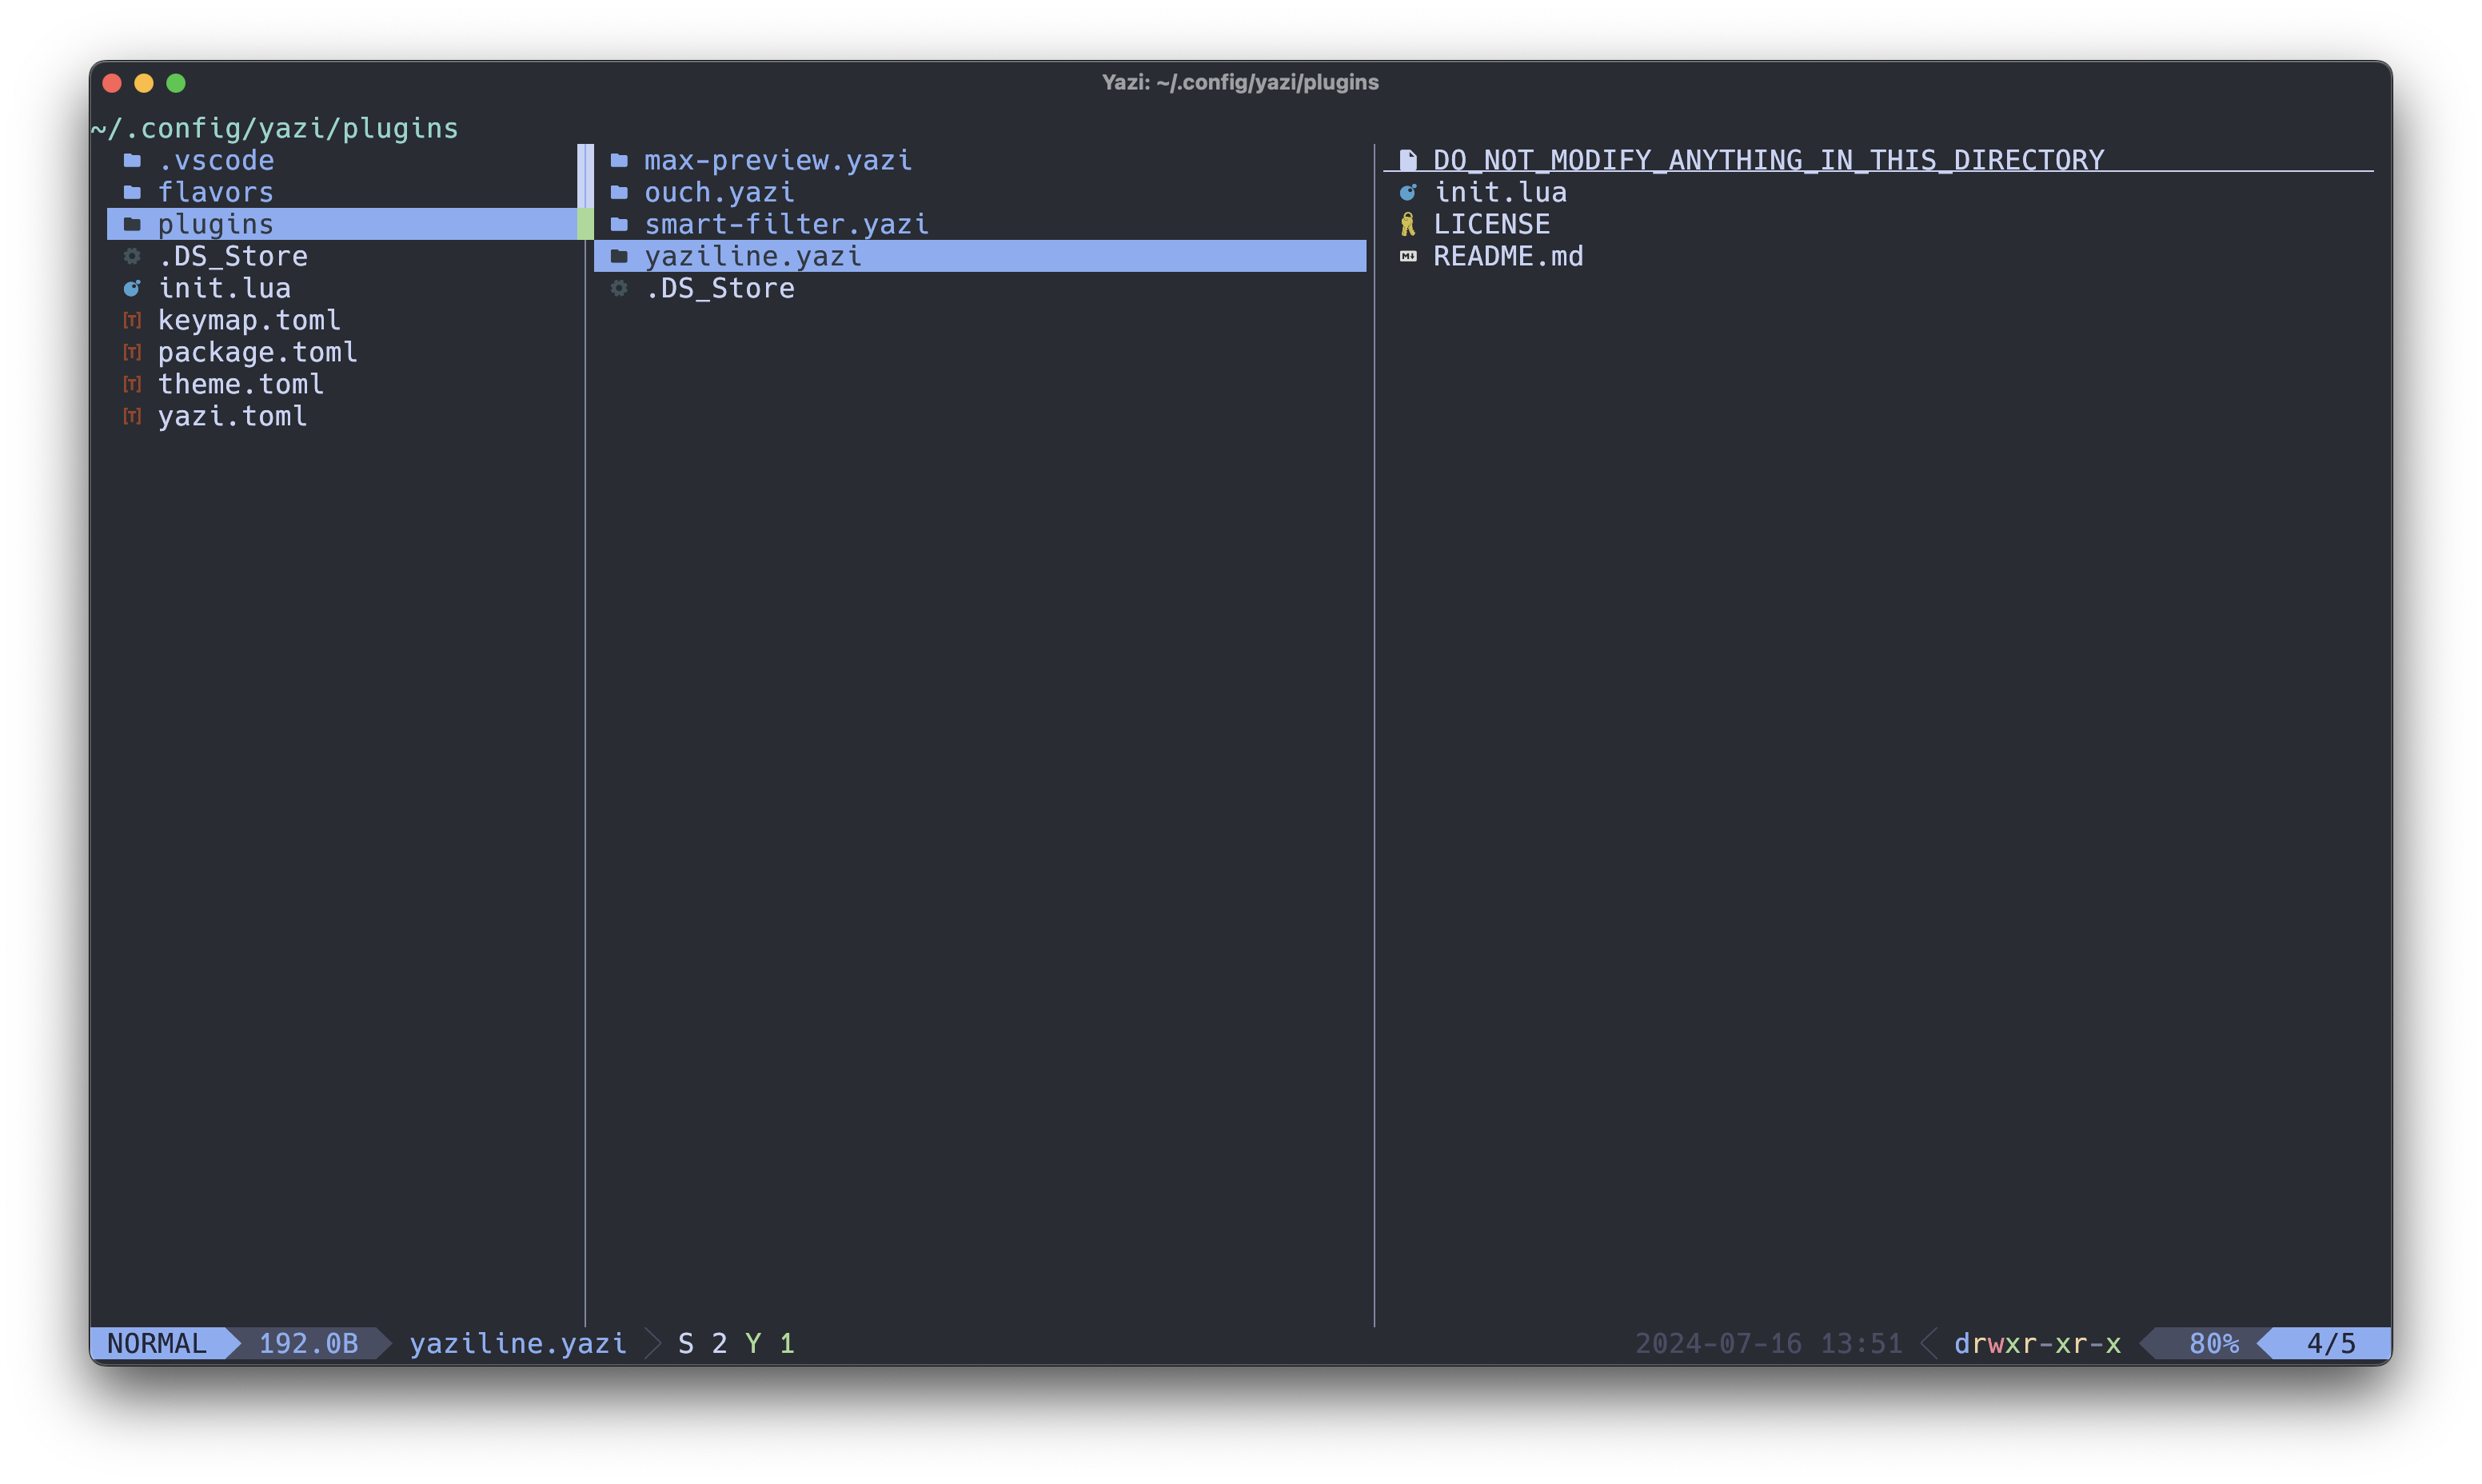 Yazi: ~/.config/yazi/plugins
~/.config/yazi/plugins
.vscode
flavors
plugins
.DS_Store
init.lua
keymap.toml
package.toml
theme.toml
yazi.toml
max-preview.yazi
ouch.yazi
smart-filter.yazi
yaziline.yazi
.DS_Store
DO_NOT_MODIFY_ANYTHING_IN_THIS_DIRECTORY
init.lua
LICENSE
README.md
NORMAL 192.0B yaziline.yazi S 2 Y 1 2024-07-16 13:51 drwxr-xr-x 80% 4/5